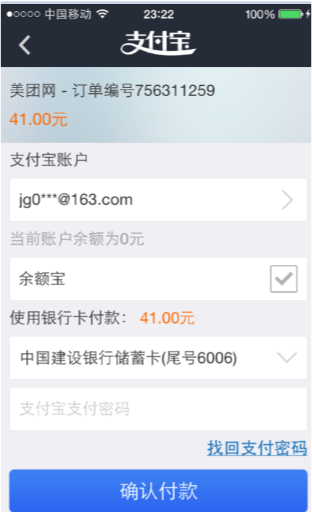 中国移动 23:22 100%
支付宝
美团网 - 订单编号756311259
41.00元
支付宝账户
jg0***@163.com
当前账户余额为0元
余额宝
使用银行卡付款： 41.00元
中国建设银行储蓄卡(尾号6006)
支付宝支付密码
找回支付密码
确认付款